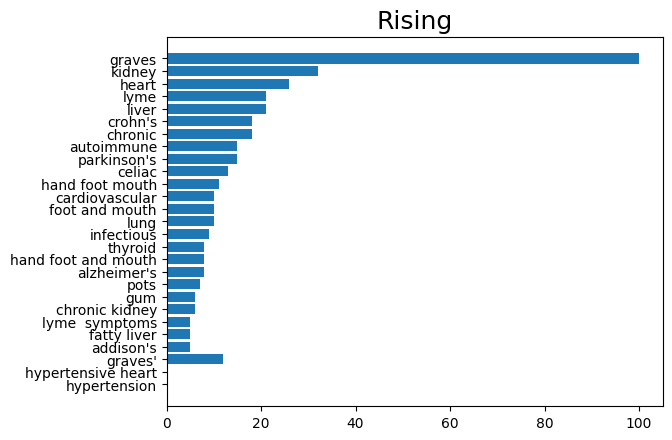 Rising
graves
kidney
heart
lyme
liver
crohn's
chronic
autoimmune
parkinson's
celiac
hand foot mouth
cardiovascular
foot and mouth
lung
infectious
thyroid
hand foot and mouth
alzheimer's
pots
gum
chronic kidney
lyme  symptoms
fatty liver
addison's
graves'
hypertensive heart
hypertension
0 20 40 60 80 100